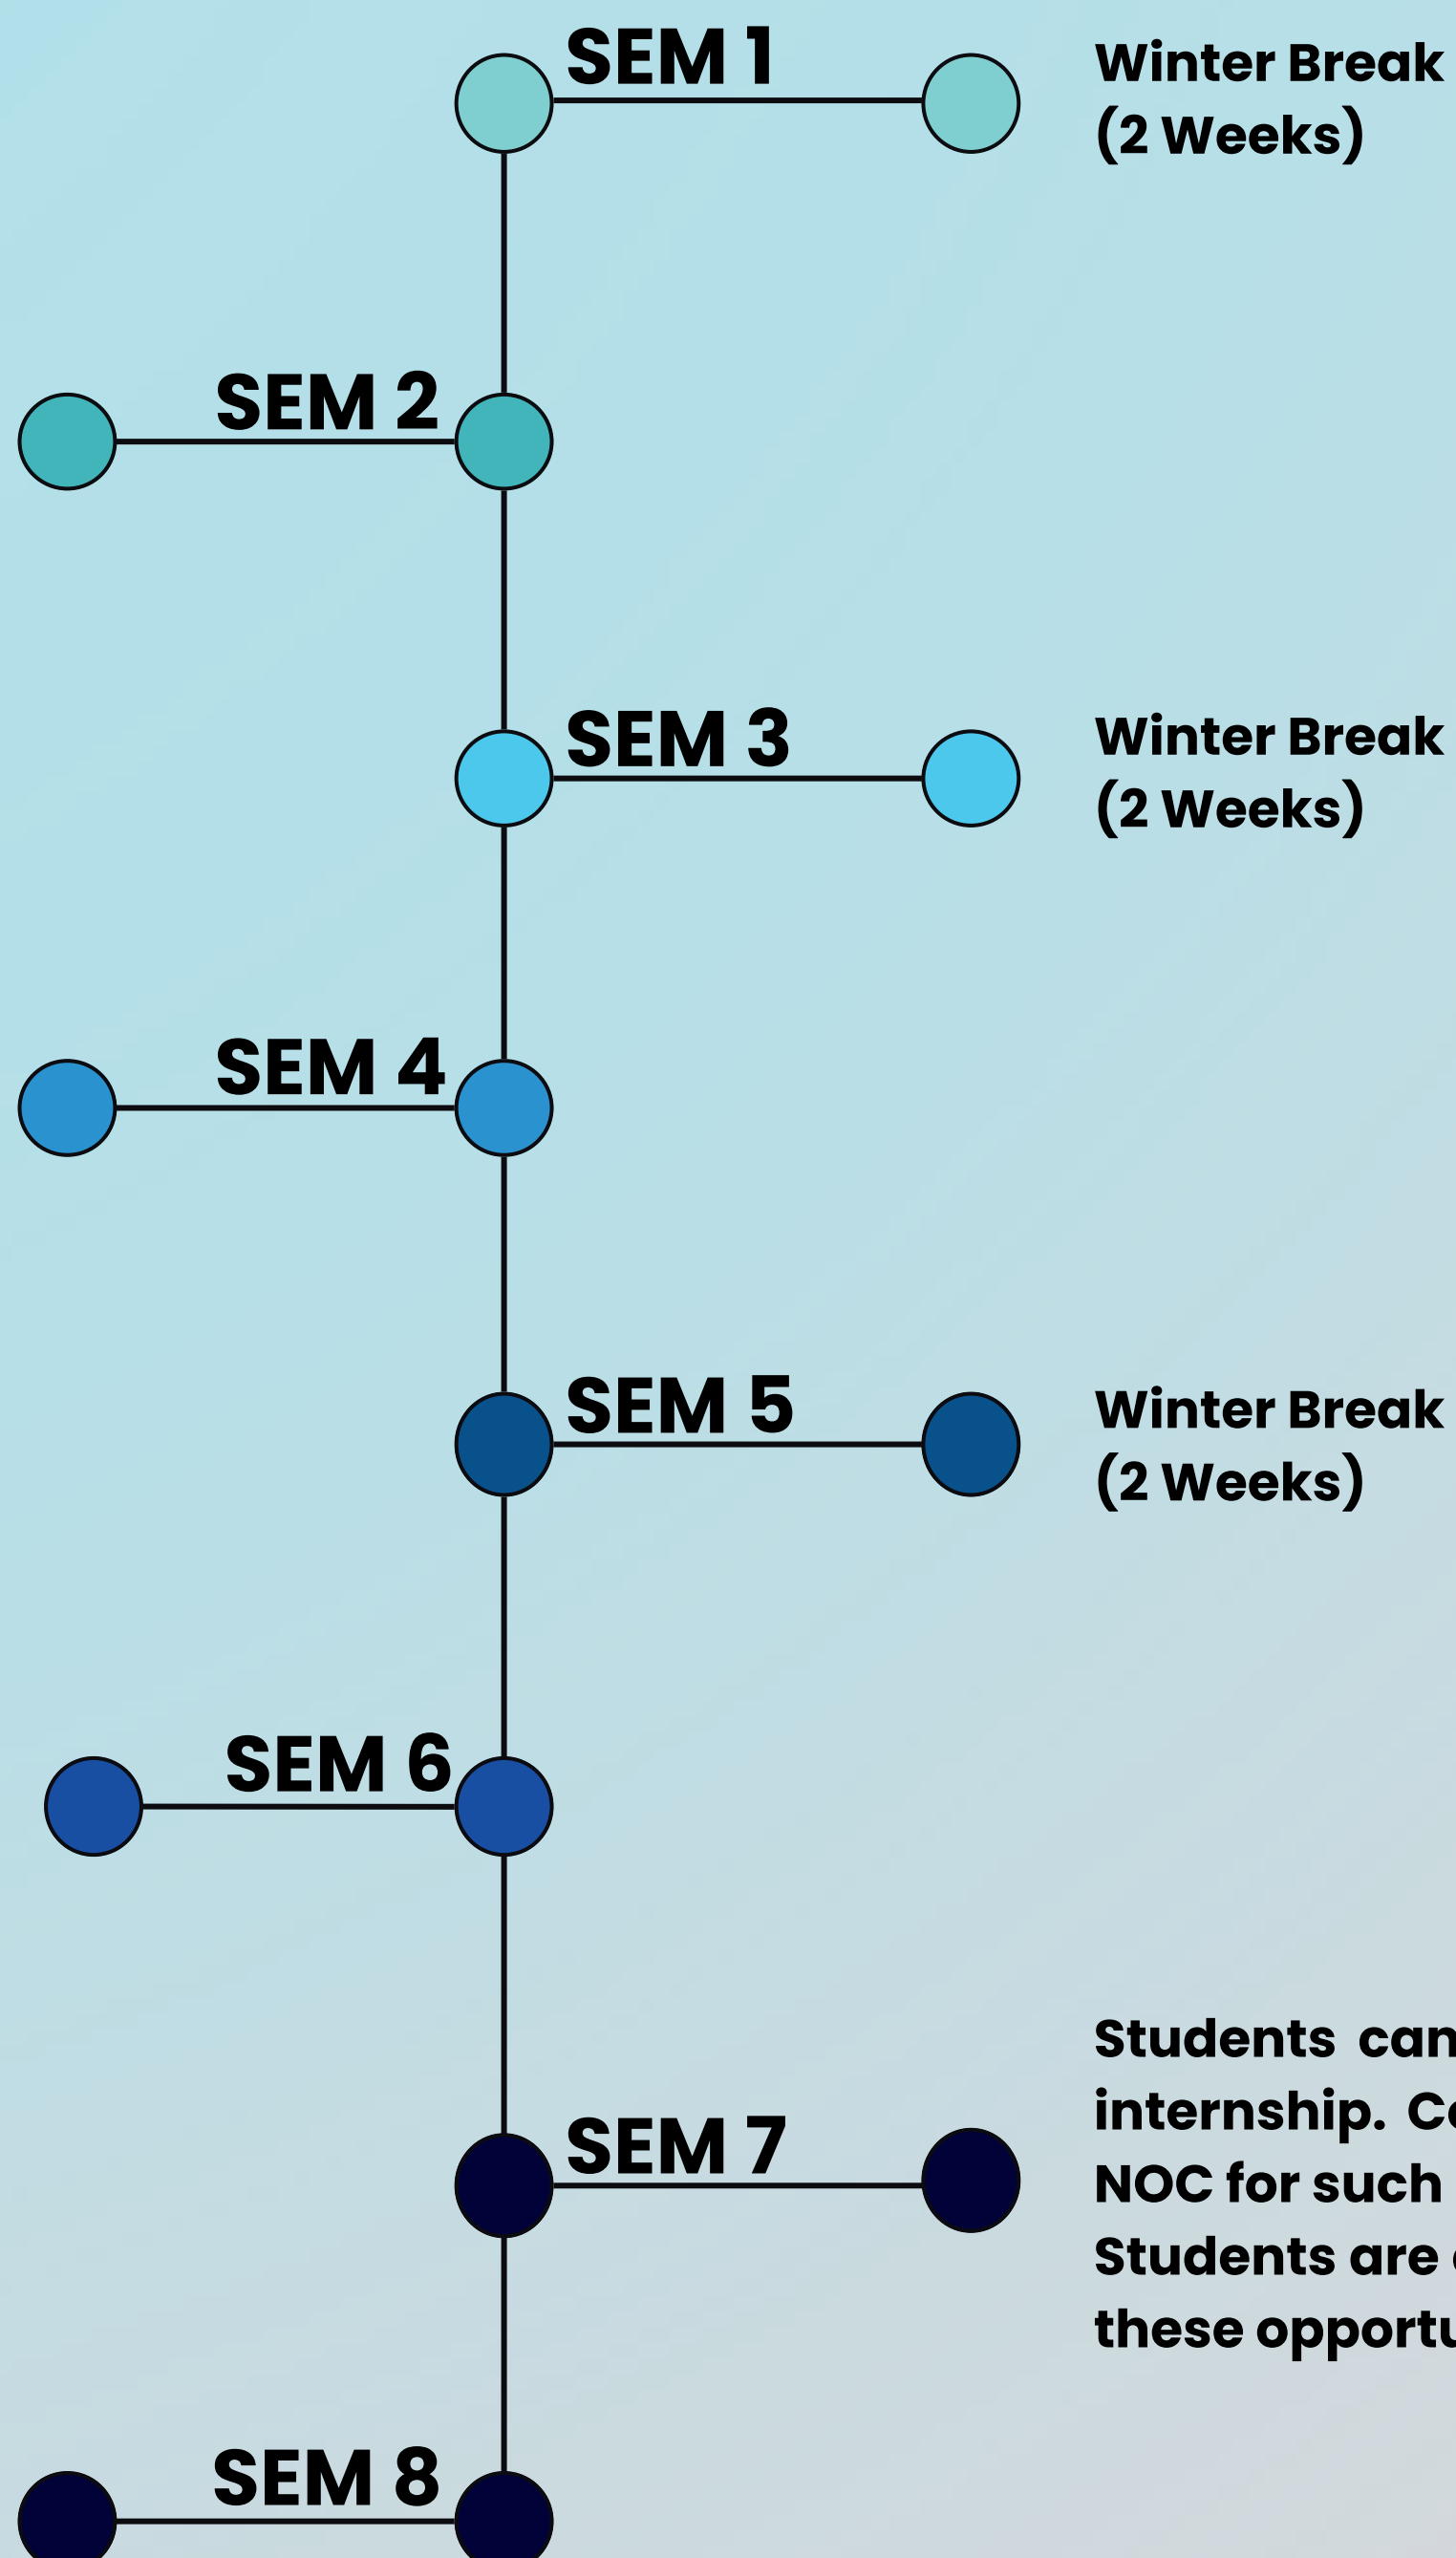 SEM 1
Winter Break
(2 Weeks)
SEM 2
SEM 3
Winter Break
(2 Weeks)
SEM 4
SEM 5
Winter Break
(2 Weeks)
SEM 6
Students can
internship.
NOC for such
Students are
these
SEM 7
SEM 8